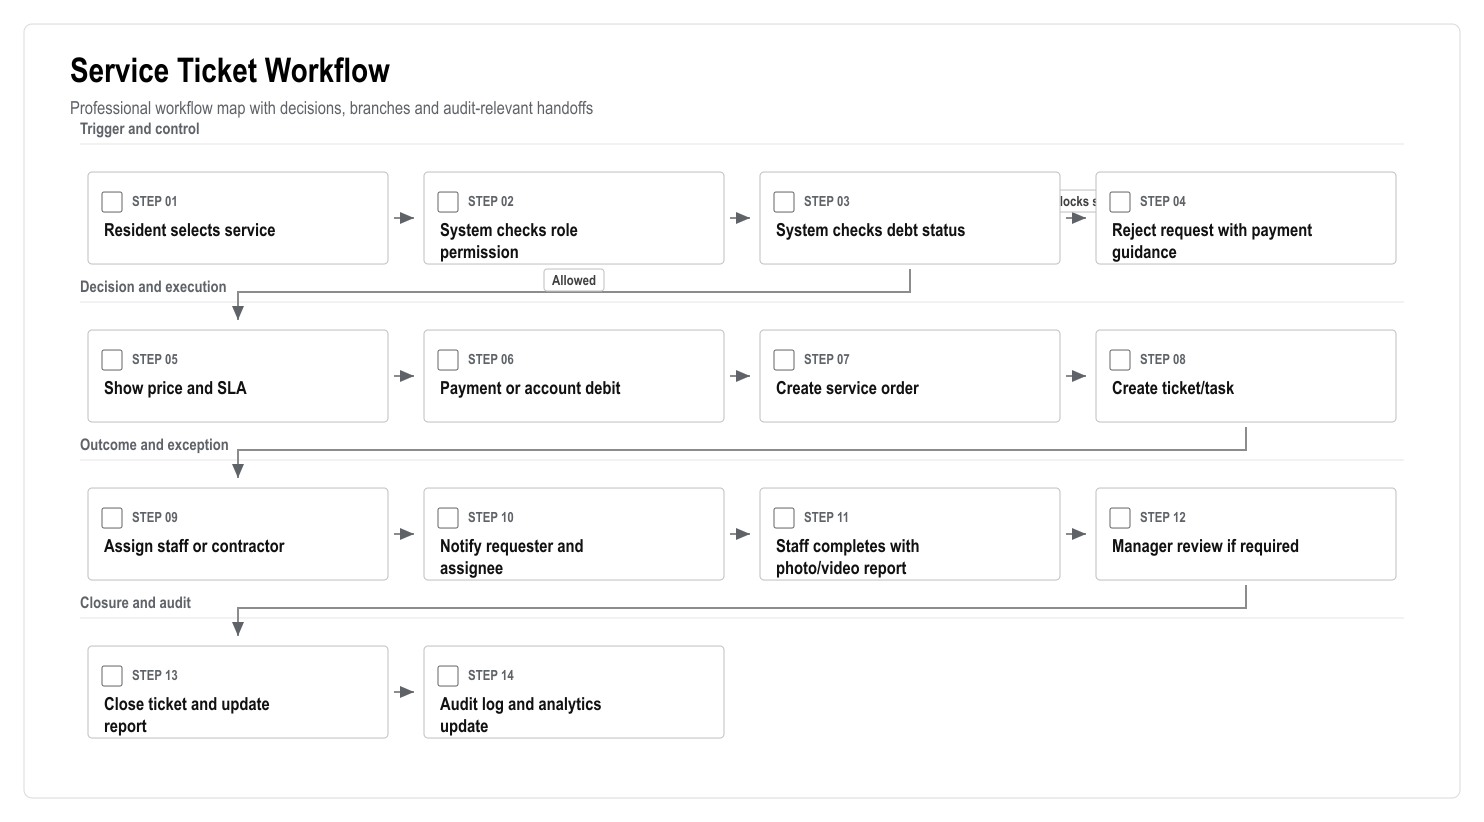 Service Ticket Workflow
Professional workflow map with decisions, branches and audit-relevant handoffs
Trigger and control
STEP 01
Resident selects service
STEP 02
System checks role
permission
STEP 03
System checks debt status
STEP 04
Reject request with payment
guidance
Allowed
Decision and execution
STEP 05
Show price and SLA
STEP 06
Payment or account debit
STEP 07
Create service order
STEP 08
Create ticket/task
Outcome and exception
STEP 09
Assign staff or contractor
STEP 10
Notify requester and
assignee
STEP 11
Staff completes with
photo/video report
STEP 12
Manager review if required
Closure and audit
STEP 13
Close ticket and update
report
STEP 14
Audit log and analytics
update